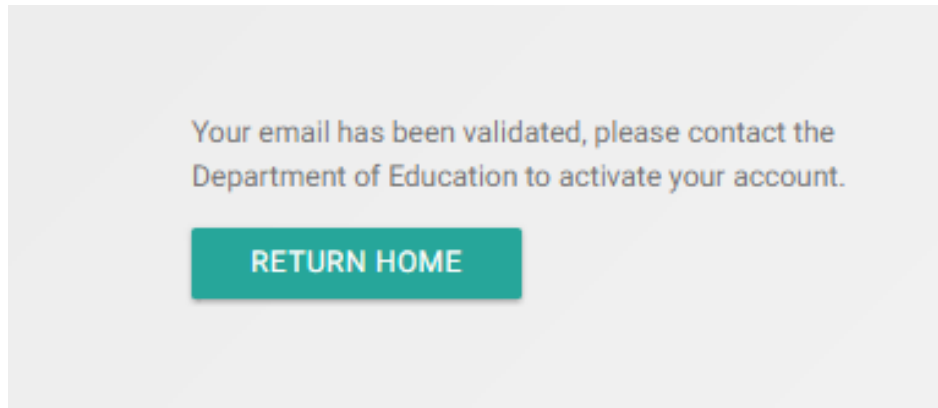 Your email has been validated, please contact the
Department of Education to activate your account.
RETURN HOME